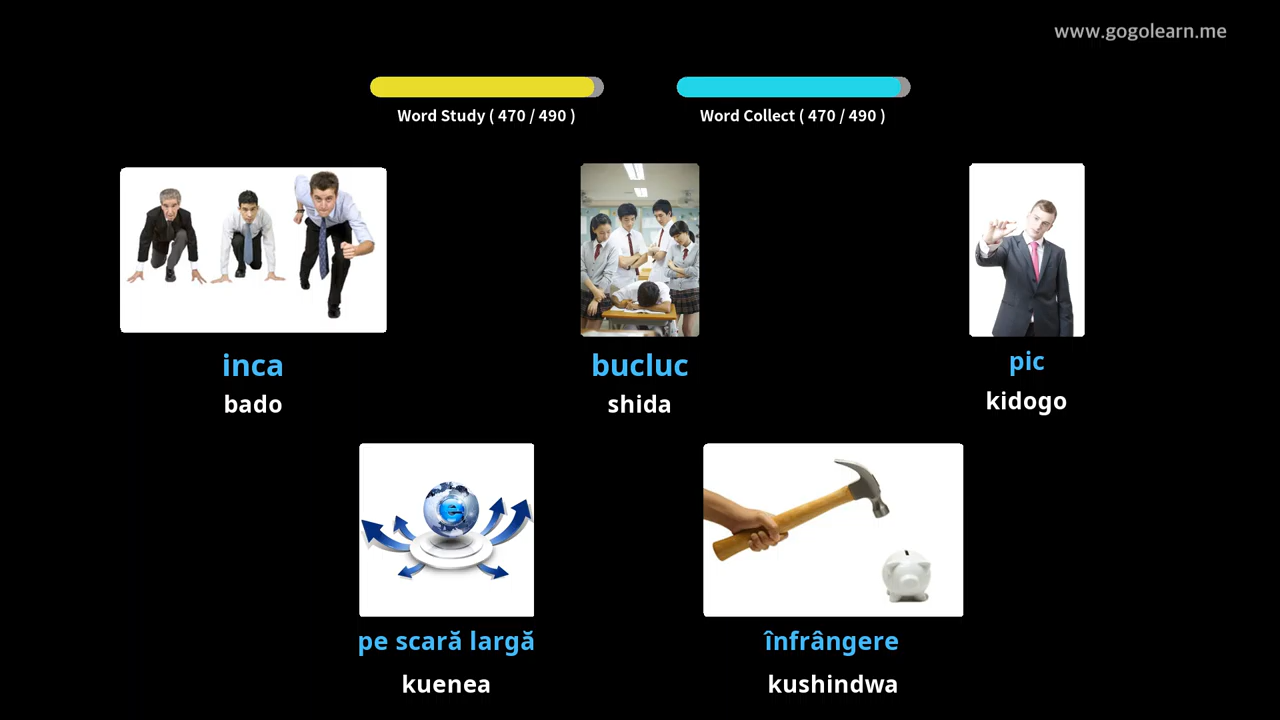 www.gogolearn.me
Word Study ( 470 / 490 )
Word Collect ( 470 / 490 )
inca
bado
bucluc
shida
pic
kidogo
e
pe scară largă
kuenea
înfrângere
kushindwa